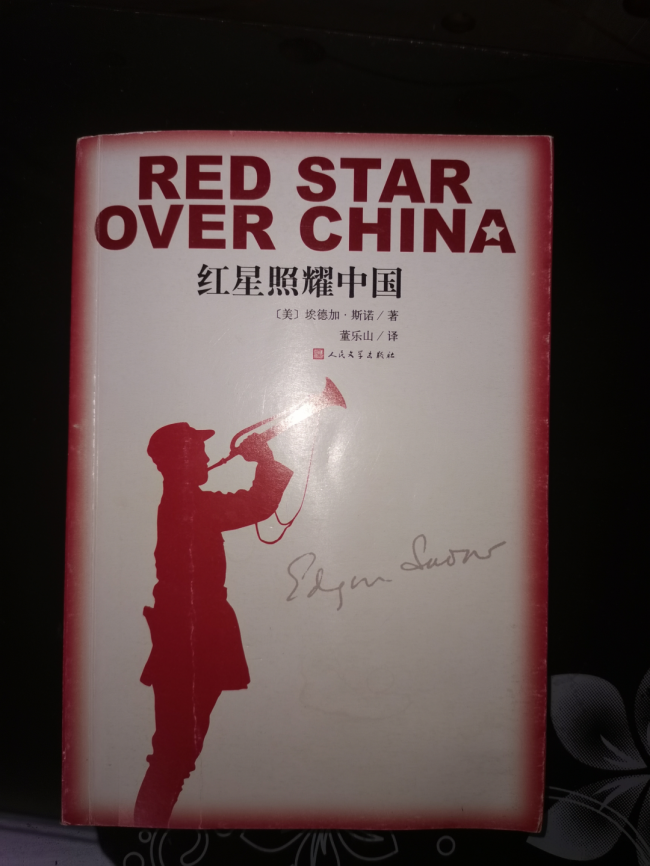 RED STAR
OVER CHINA
红星照耀中国
〔美〕埃德加·斯诺/著
董乐山/译
人民文学出版社
Edgar Snow